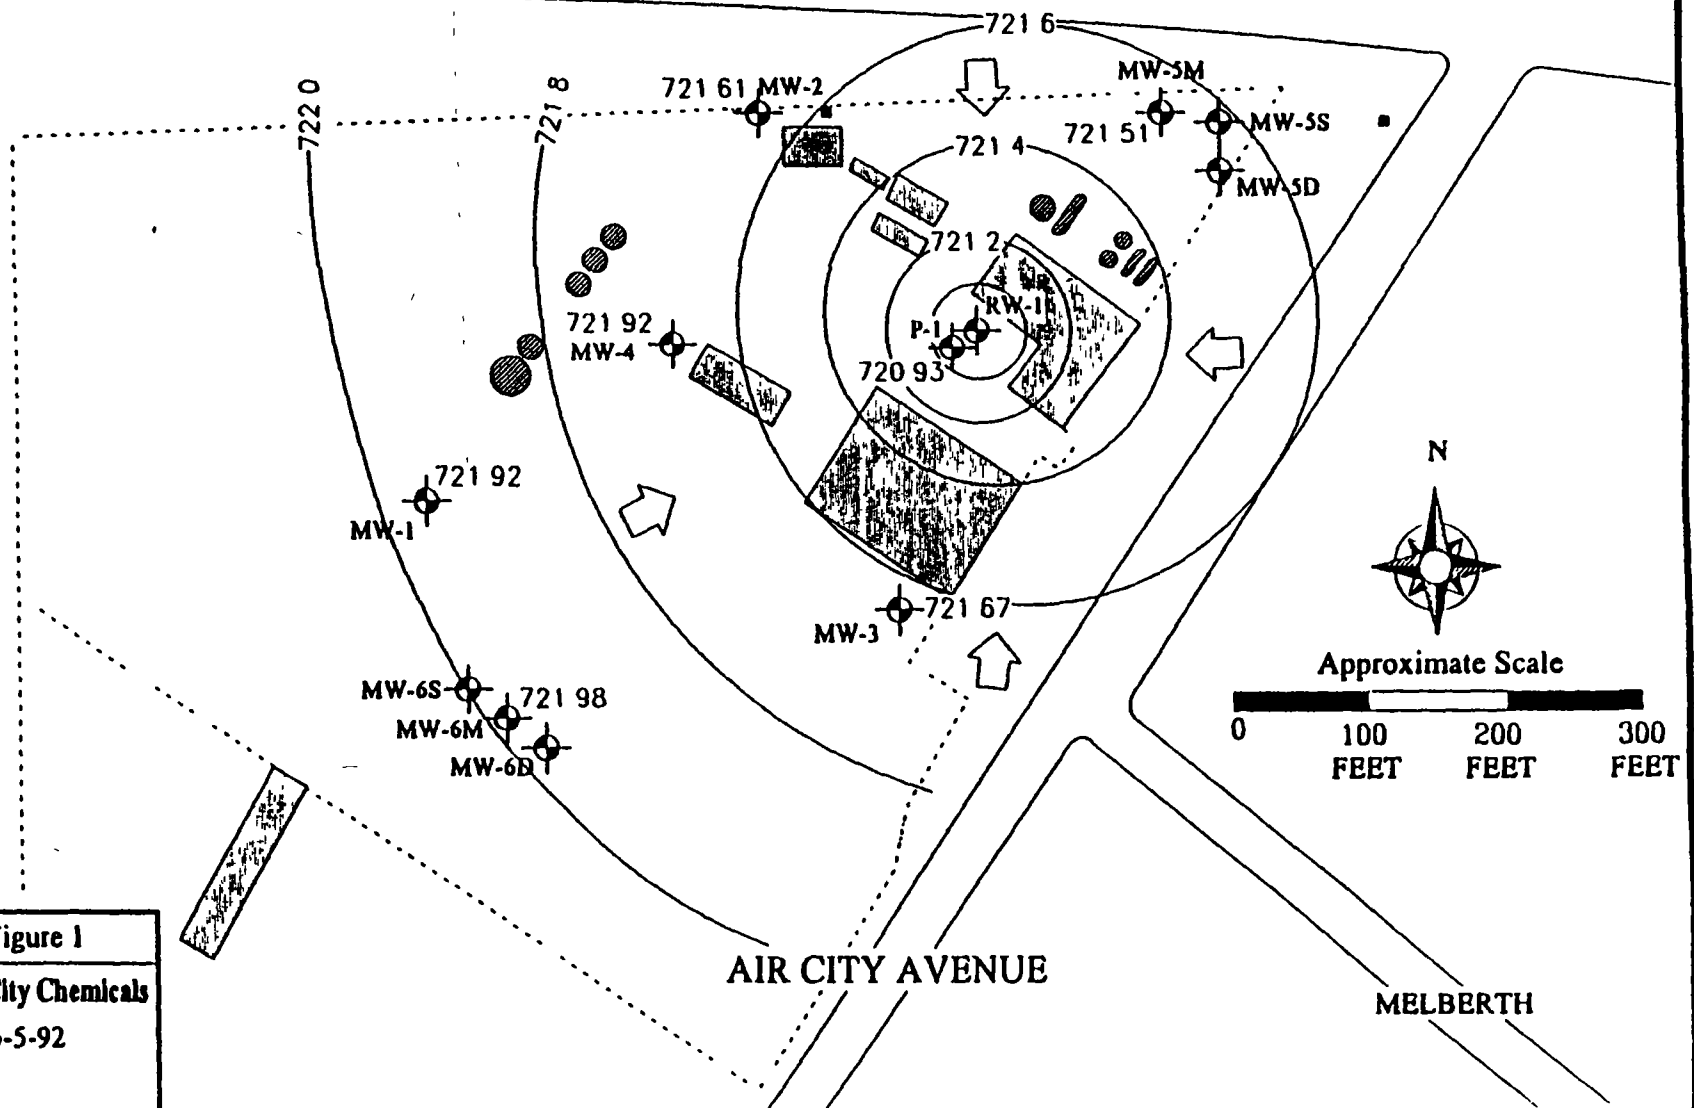 721 6
722 0
721 8
721 61 MW-2
MW-5M
721 51
MW-5S
MW-5D
721 4
721 2
RW-1
P-1
720 93
721 92
MW-4
721 92
MW-1
721 67
MW-3
MW-6S
721 98
MW-6M
MW-6D
N
Approximate Scale
0 100 200 300
FEET FEET FEET
igure 1
City Chemicals
-5-92
AIR CITY AVENUE
MELBERTH